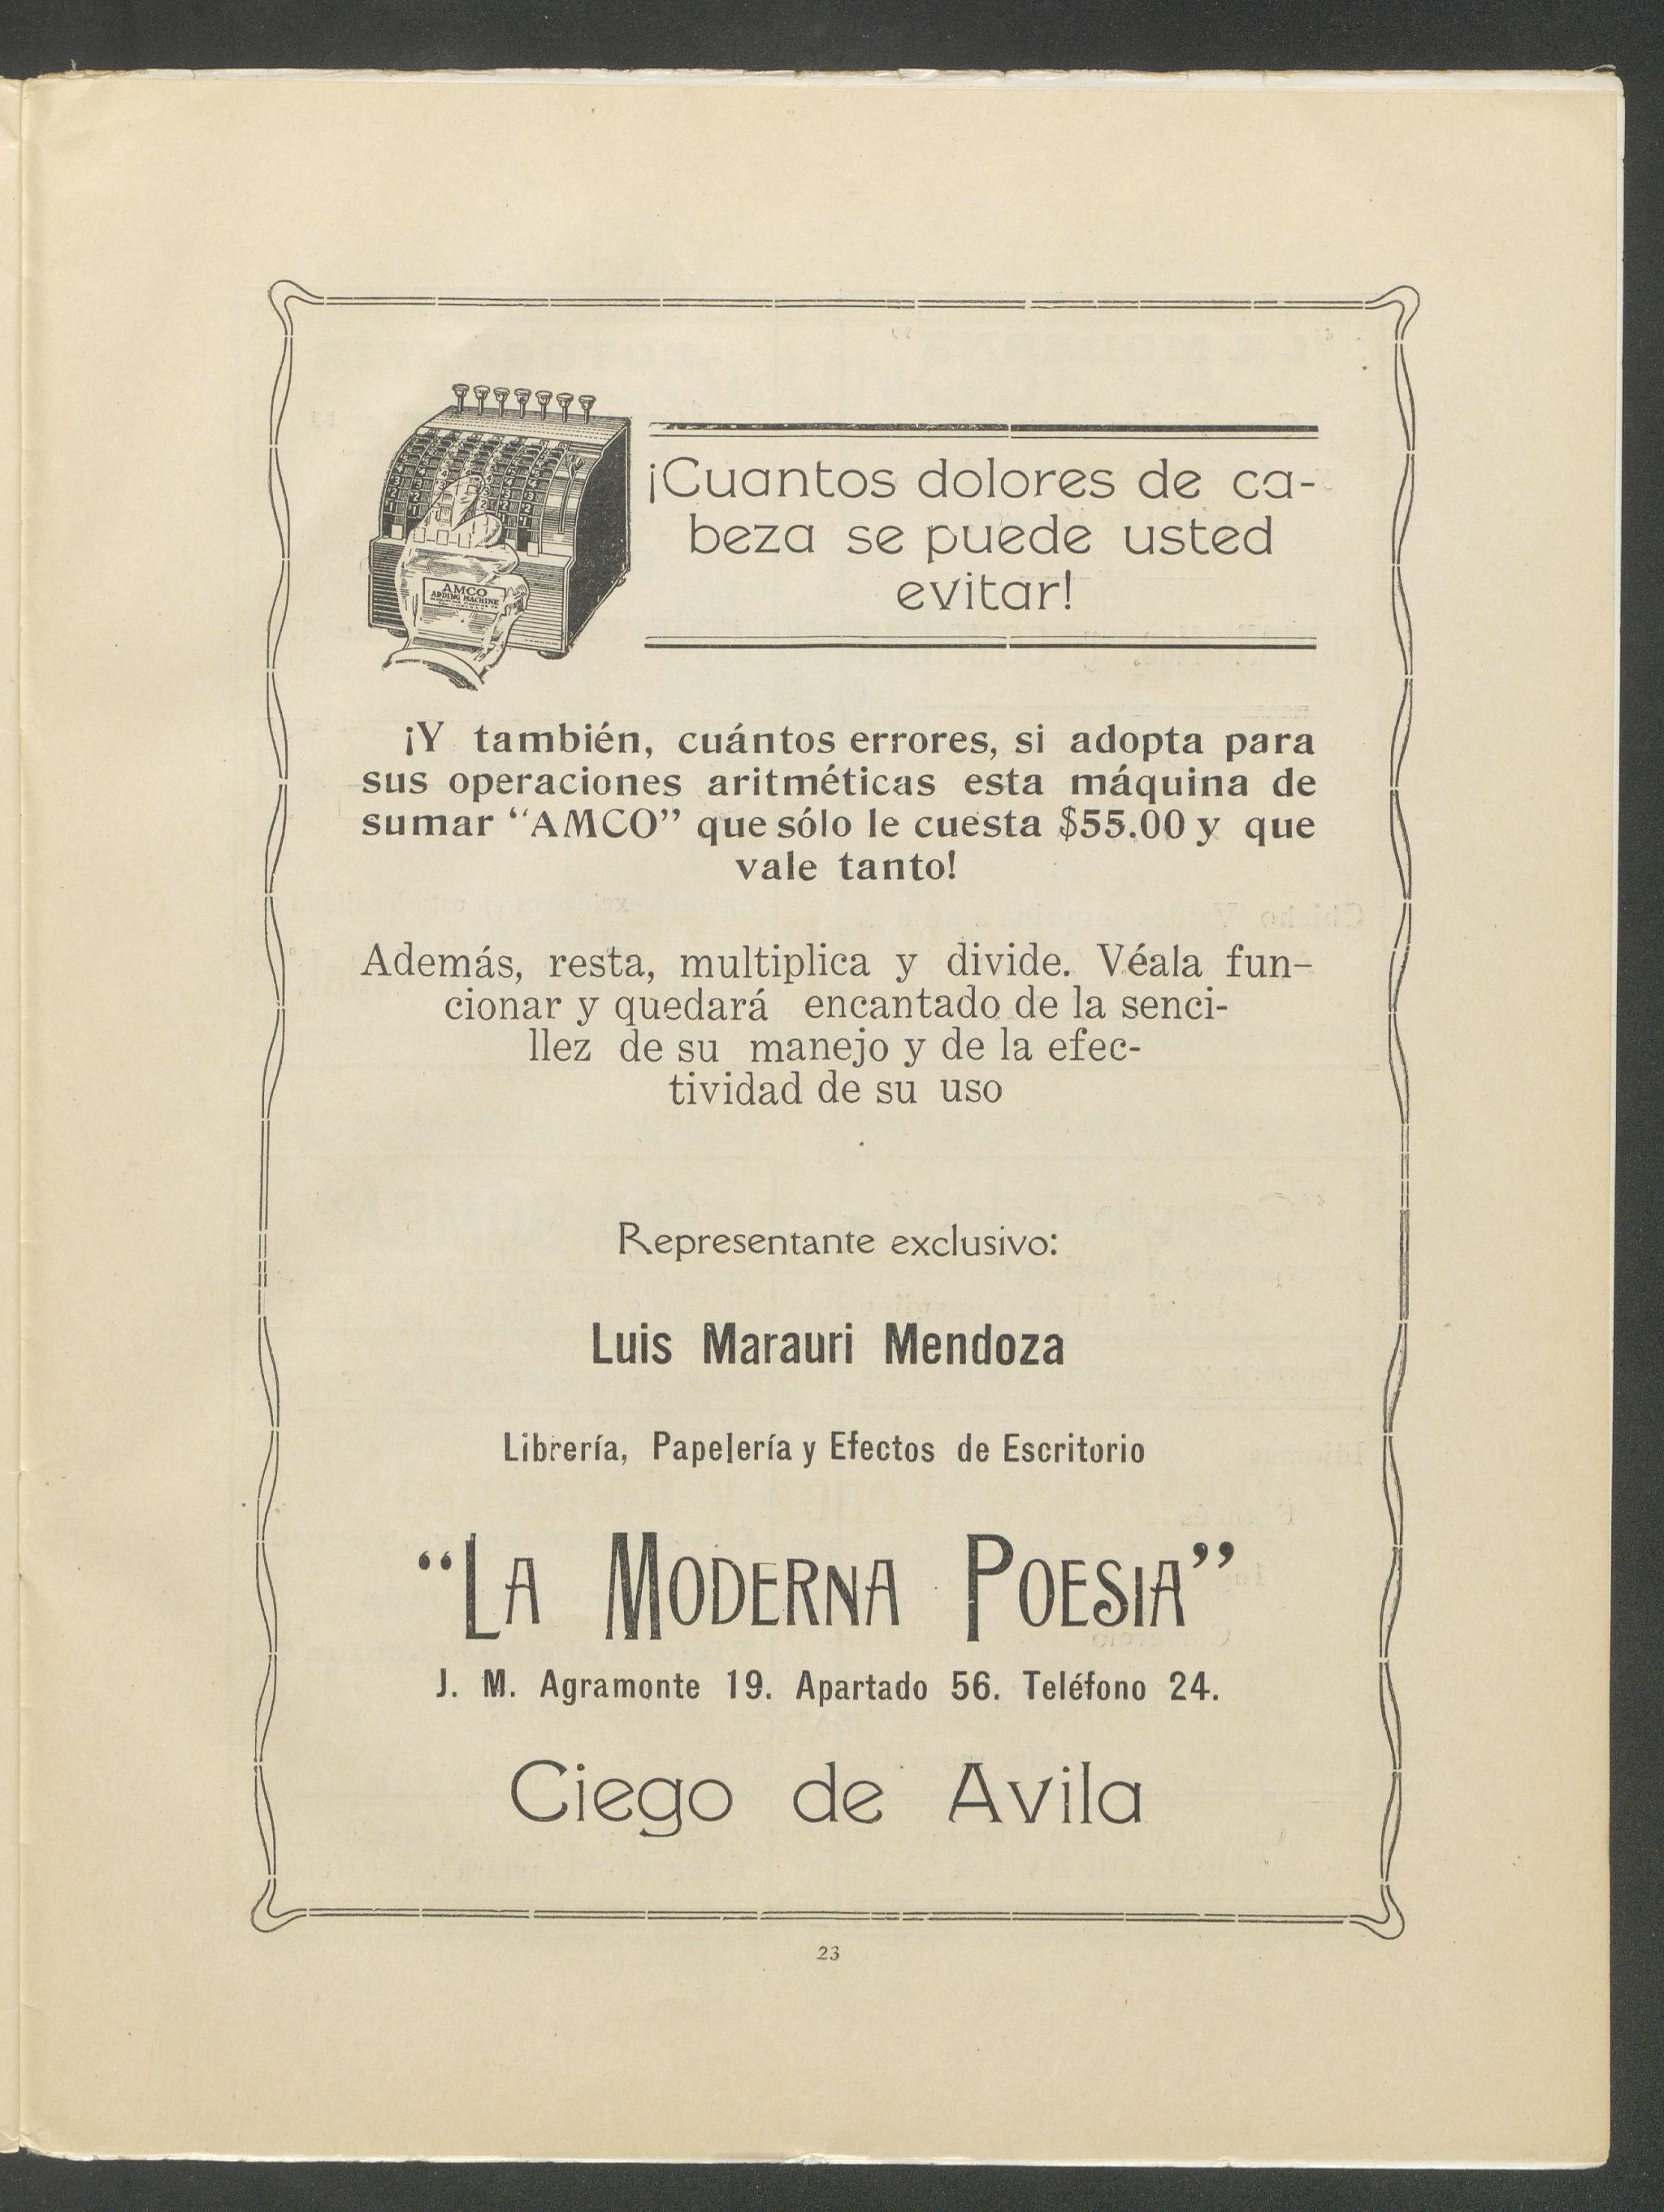 ¡Cuantos dolores de ca-
beza se puede usted
evitar!
AMCO
ADDING MACHINE
¡Y también, cuántos errores, si adopta para
sus operaciones aritméticas esta máquina de
sumar “AMCO” que sólo le cuesta $55.00 y que
vale tanto!
Además, resta, multiplica y divide. Véala fun-
cionar y quedará encantado de la senci-
llez de su manejo y de la efec-
tividad de su uso
Representante exclusivo:
Luis Marauri Mendoza
Librería, Papelería y Efectos de Escritorio
“LA MODERNA POESIA”
J. M. Agramonte 19. Apartado 56. Teléfono 24.
Ciego de Avila
23